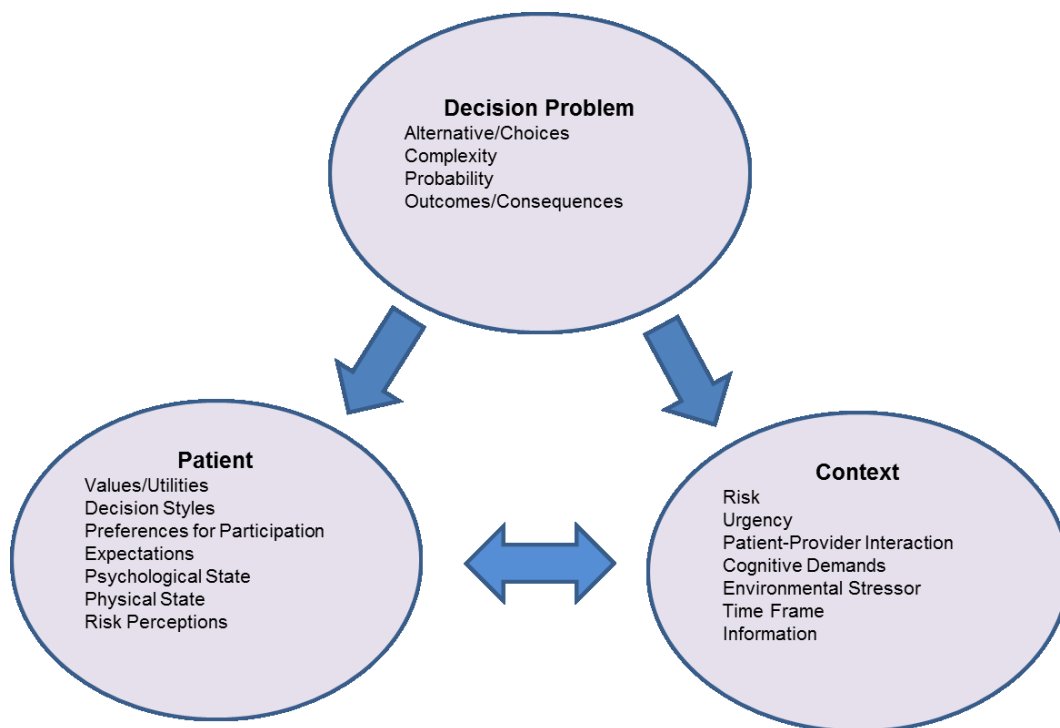 Decision Problem
Alternative/Choices
Complexity
Probability
Outcomes/Consequences
Patient
Values/Utilities
Decision Styles
Preferences for Participation
Expectations
Psychological State
Physical State
Risk Perceptions
Context
Risk
Urgency
Patient-Provider Interaction
Cognitive Demands
Environmental Stressor
Time Frame
Information